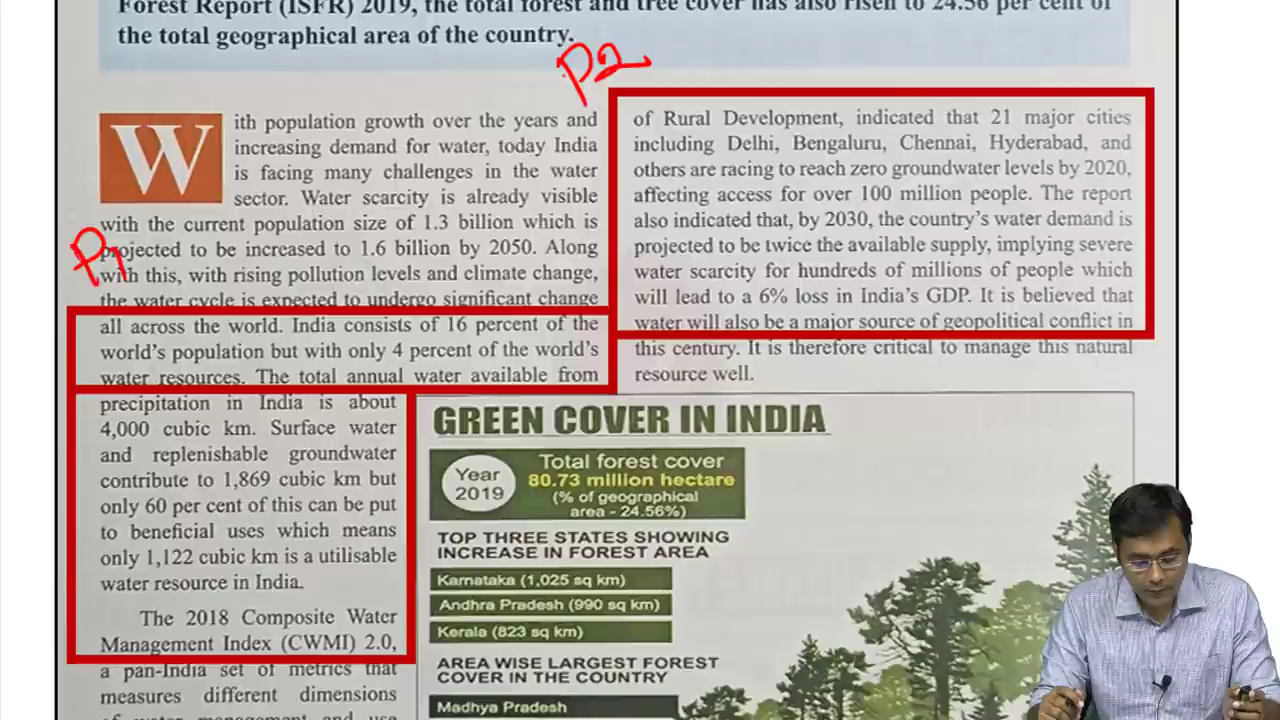 Forest Report (ISFR) 2019, the total forest and tree cover has also risen to 24.56 per cent of
the total geographical area of the country.
P2
With population growth over the years and
increasing demand for water, today India
is facing many challenges in the water
sector. Water scarcity is already visible
with the current population size of 1.3 billion which is
projected to be increased to 1.6 billion by 2050. Along
with this, with rising pollution levels and climate change,
the water cycle is expected to undergo significant change
all across the world. India consists of 16 percent of the
world's population but with only 4 percent of the world's
water resources. The total annual water available from
precipitation in India is about
4,000 cubic km. Surface water
and replenishable groundwater
contribute to 1,869 cubic km but
only 60 per cent of this can be put
to beneficial uses which means
only 1,122 cubic km is a utilisable
water resource in India.
The 2018 Composite Water
Management Index (CWMI) 2.0,
a pan-India set of metrics that
measures different dimensions
of water management and use
P1
of Rural Development, indicated that 21 major cities
including Delhi, Bengaluru, Chennai, Hyderabad, and
others are racing to reach zero groundwater levels by 2020,
affecting access for over 100 million people. The report
also indicated that, by 2030, the country's water demand is
projected to be twice the available supply, implying severe
water scarcity for hundreds of millions of people which
will lead to a 6% loss in India's GDP. It is believed that
water will also be a major source of geopolitical conflict in
this century. It is therefore critical to manage this natural
resource well.
GREEN COVER IN INDIA
Year
2019
Total forest cover
80.73 million hectare
(% of geographical
area - 24.56%)
TOP THREE STATES SHOWING
INCREASE IN FOREST AREA
Karnataka (1,025 sq km)
Andhra Pradesh (990 sq km)
Kerala (823 sq km)
AREA WISE LARGEST FOREST
COVER IN THE COUNTRY
Madhya Pradesh